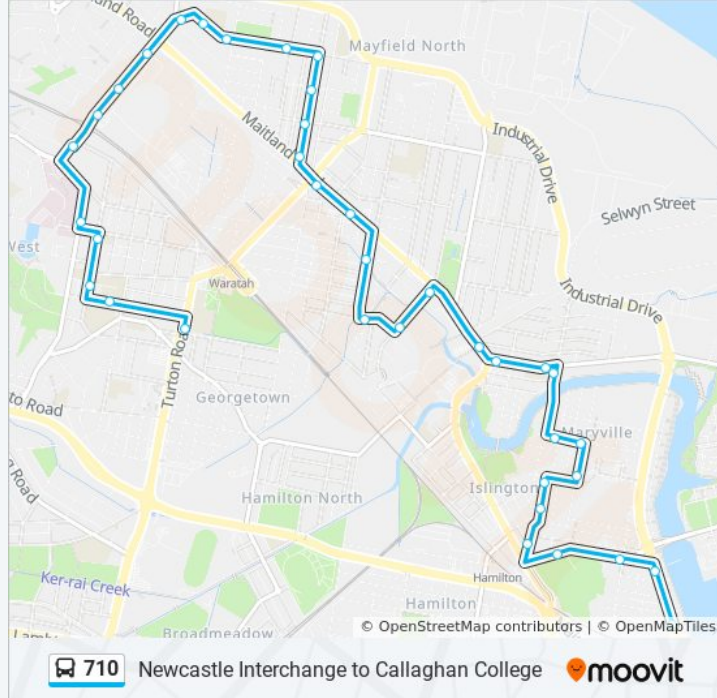 und Road
Mayfield North
Maitland
Industrial Drive
Selwyn Street
West
Waratah
Industrial Drive
Turton Road
Georgetown
to Road
Maryville
n Road
Islington
Hamilton North
Hamilton
Ker-rai Creek
Hamilton
Broadmeadow
Lamb
© OpenStreetMap contributors | © OpenMapTiles
710 Newcastle Interchange to Callaghan College moovit